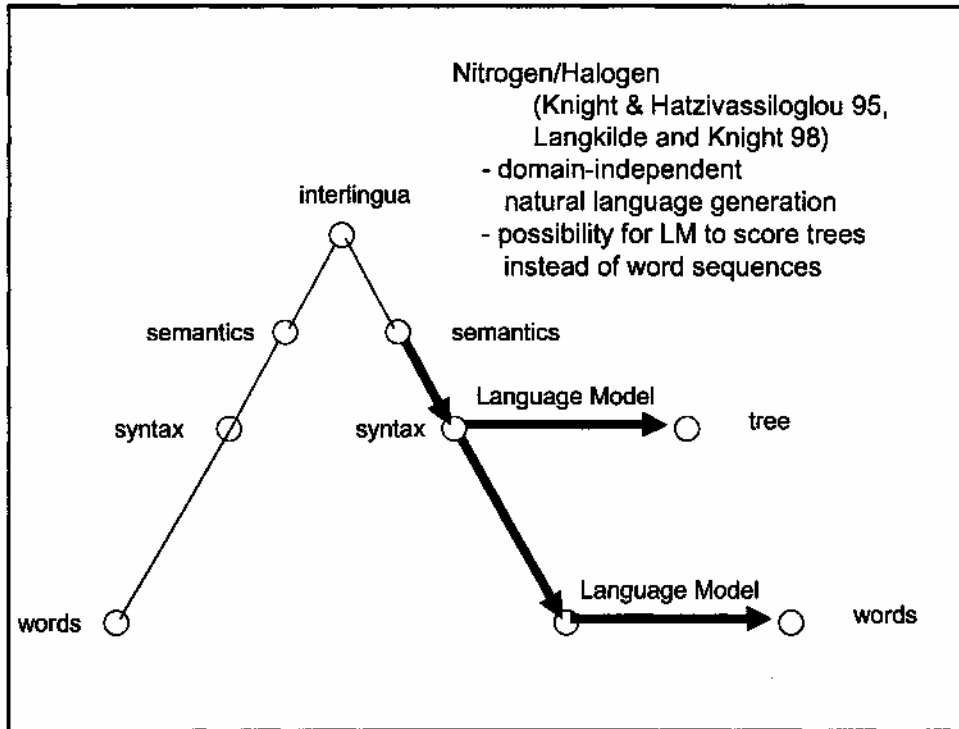 Nitrogen/Halogen
(Knight & Hatzivassiloglou 95,
Langkilde and Knight 98)
- domain-independent
natural language generation
- possibility for LM to score trees
instead of word sequences
interlingua
semantics
semantics
Language Model
syntax
syntax
tree
Language Model
words
words